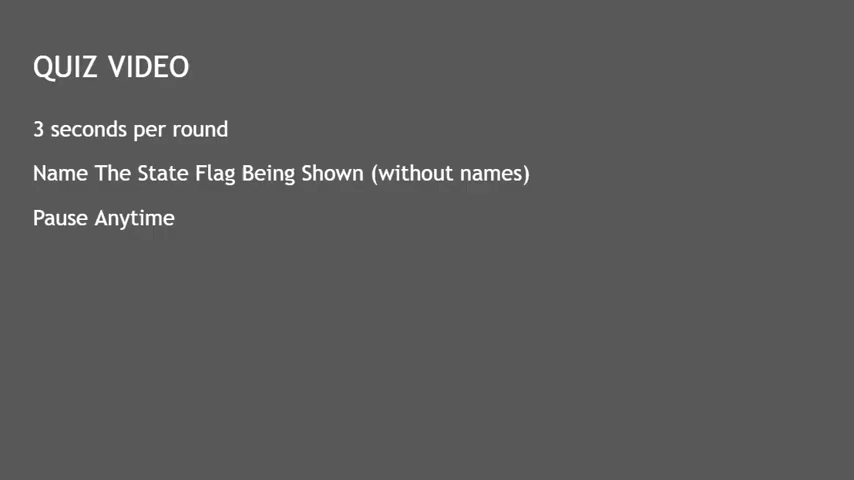 QUIZ VIDEO
3 seconds per round
Name The State Flag Being Shown (without names)
Pause Anytime